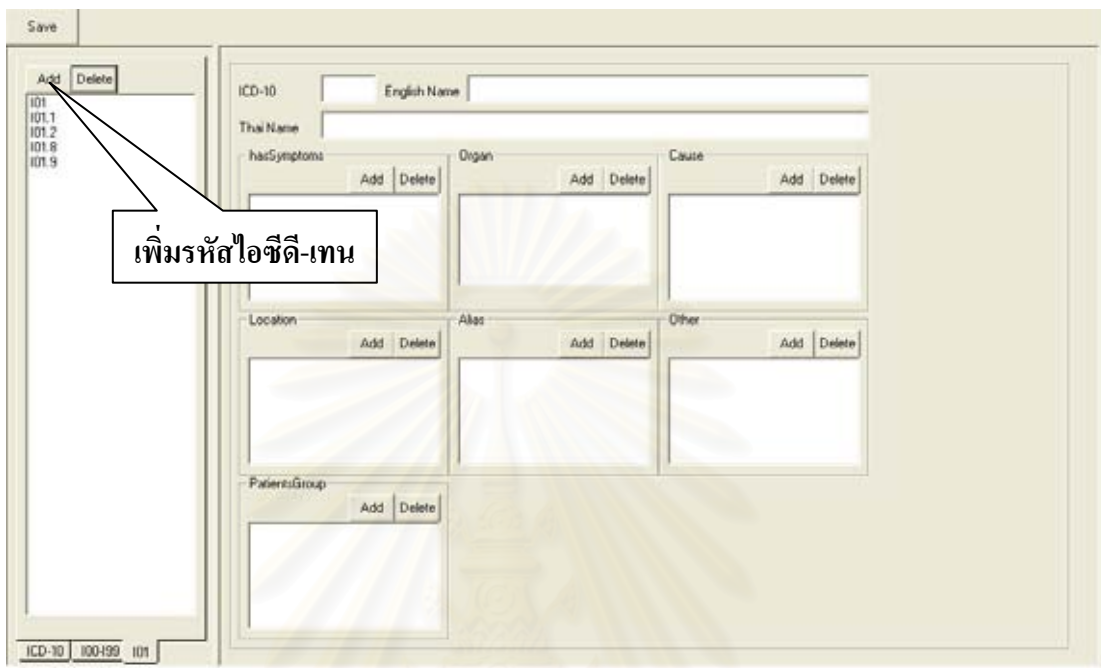 Save
Add Delete
I01
I01.1
I01.2
I01.8
I01.9
เพิ่มรหัสไอซีดี-เทน
ICD-10 English Name
Thai Name
hasSymptoms Organ Cause
Add Delete Add Delete Add Delete
Location Alias Other
Add Delete Add Delete Add Delete
PatientsGroup
Add Delete
ICD-10 I00-I99 I01